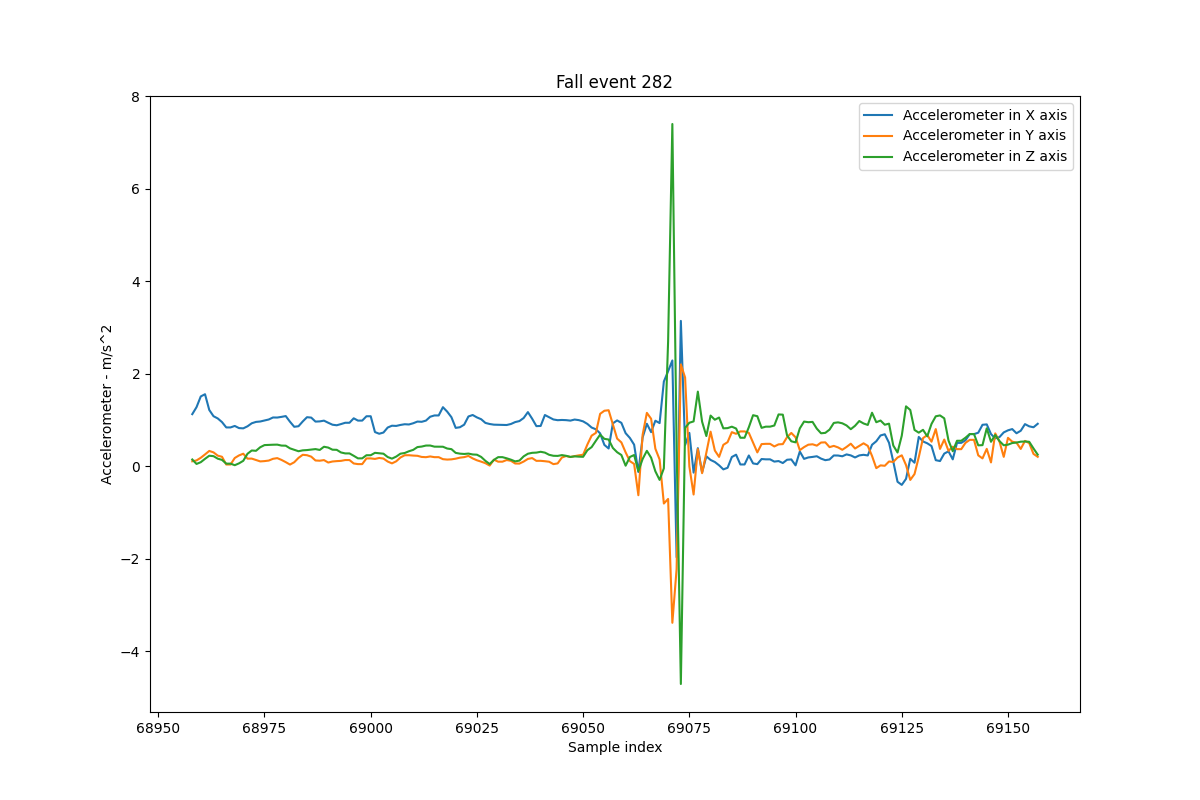 Fall event 282
Accelerometer in X axis
Accelerometer in Y axis
Accelerometer in Z axis
8
6
4
2
0
−2
−4
Accelerometer - m/s^2
68950 68975 69000 69025 69050 69075 69100 69125 69150
Sample index